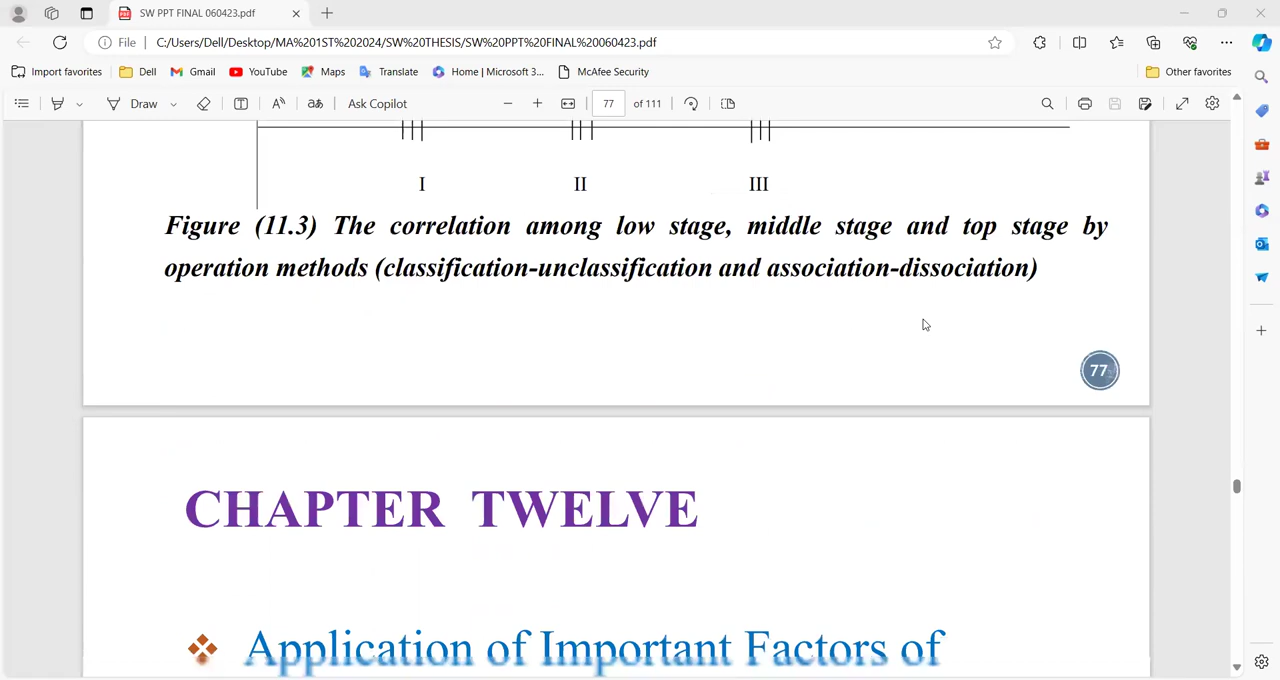 SW PPT FINAL 060423.pdf
File C:/Users/Dell/Desktop/MA%201ST%202024/SW%20THESIS/SW%20PPT%20FINAL%20060423.pdf
Import favorites Dell Gmail YouTube Maps Translate Home | Microsoft 3... McAfee Security Other favorites
Draw aあ Ask Copilot 77 of 111
I II III
Figure (11.3) The correlation among low stage, middle stage and top stage by
operation methods (classification-unclassification and association-dissociation)
77
CHAPTER TWELVE
Application of Important Factors of